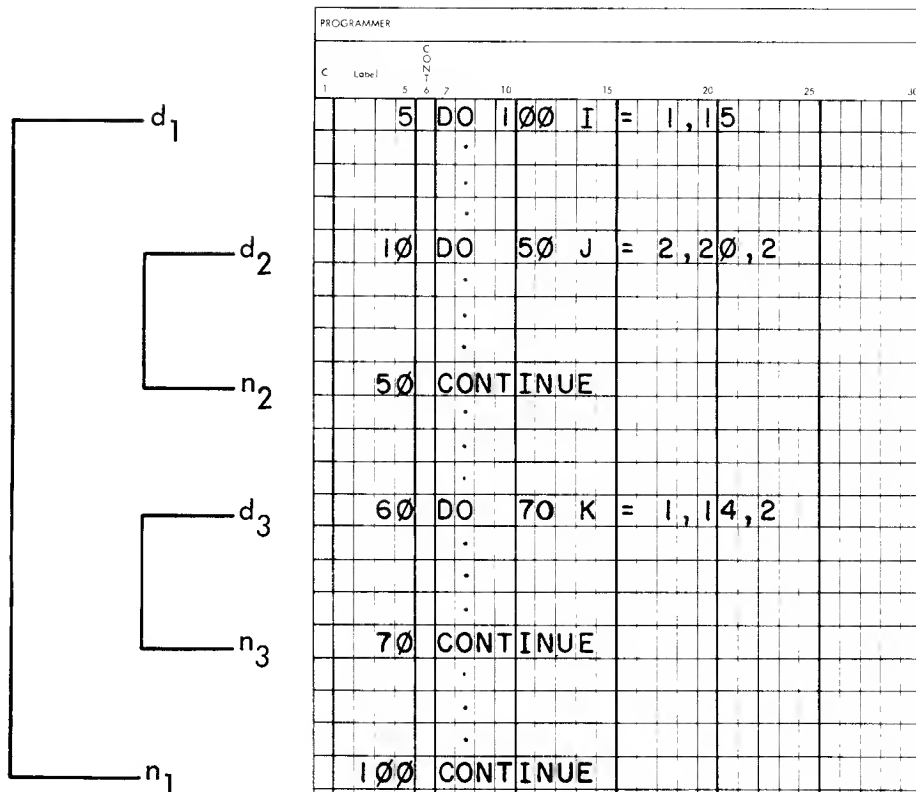 PROGRAMMER
CONT
C Label
1 5 6 7 10 15 20 25 30
d1 5 DO 1ØØ I = 1,15
.
.
.
d2 1Ø DO 5Ø J = 2,2Ø,2
.
.
.
n2 5Ø CONTINUE
.
.
.
d3 6Ø DO 70 K = 1,14,2
.
.
.
n3 7Ø CONTINUE
.
.
.
n1 1ØØ CONTINUE